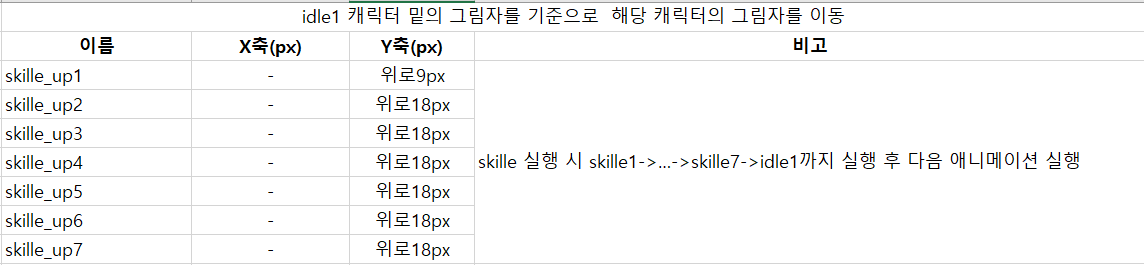 idle1 캐릭터 밑의 그림자를 기준으로 해당 캐릭터의 그림자를 이동
이름 X축(px) Y축(px) 비고
skille_up1 - 위로9px
skille_up2 - 위로18px
skille_up3 - 위로18px
skille_up4 - 위로18px skille 실행 시 skille1->...->skille7->idle1까지 실행 후 다음 애니메이션 실행
skille_up5 - 위로18px
skille_up6 - 위로18px
skille_up7 - 위로18px